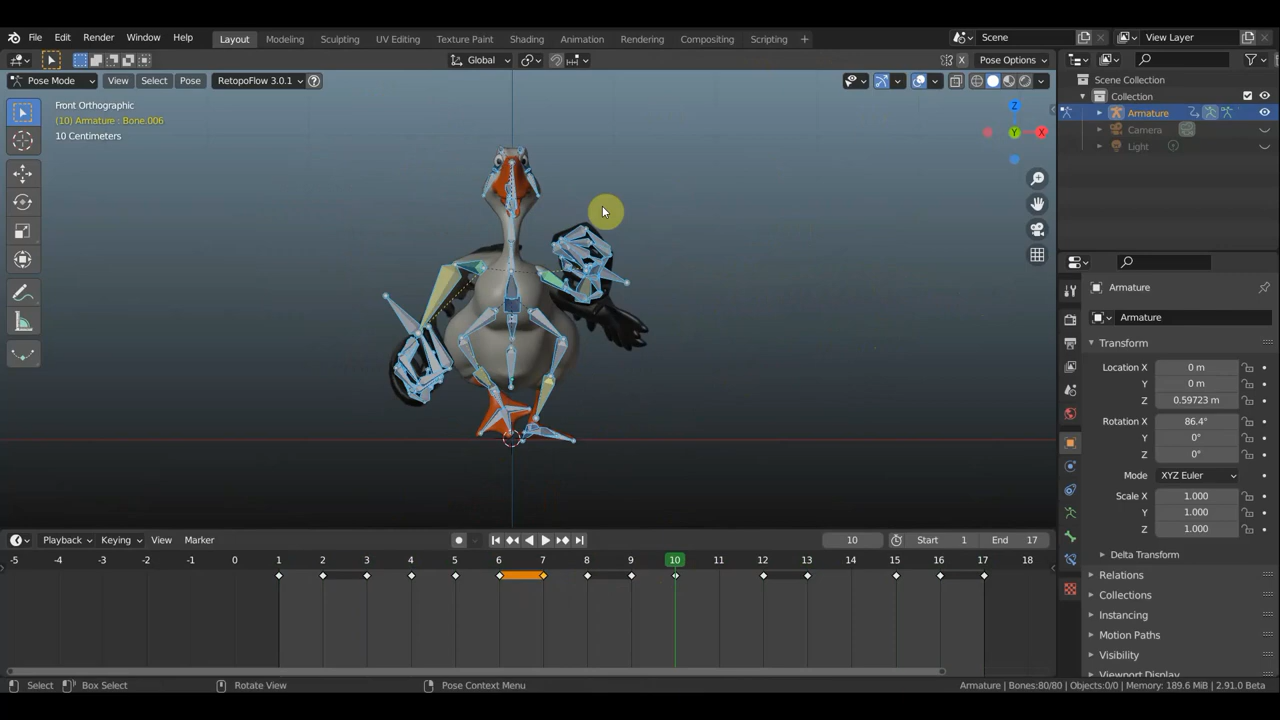 File Edit Render Window Help Layout Modeling Sculpting UV Editing Texture Paint Shading Animation Rendering Compositing Scripting + Scene View Layer
Global Pose Options
Pose Mode View Select Pose RetopoFlow 3.0.1
Scene Collection
Collection
Armature
Camera
Light
Front Orthographic
(10) Armature : Bone.006
10 Centimeters
Z
Y
X
Armature
Armature
Transform
Location X 0 m
Y 0 m
Z 0.59723 m
Rotation X 86.4°
Y 0°
Z 0°
Mode XYZ Euler
Scale X 1.000
Y 1.000
Z 1.000
Delta Transform
Relations
Collections
Instancing
Motion Paths
Visibility
Viewport Display
Playback Keying View Marker 10 Start 1 End 17
-5 -4 -3 -2 -1 0 1 2 3 4 5 6 7 8 9 10 11 12 13 14 15 16 17 18
Select Box Select Rotate View Pose Context Menu Armature | Bones:80/80 | Objects:0/0 | Memory: 189.6 MiB | 2.91.0 Beta